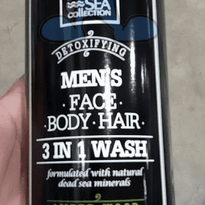 SEA
COLLECTION
DETOXIFYING
MEN'S
FACE
BODY · HAIR
3 IN 1 WASH
formulated with natural
dead sea minerals